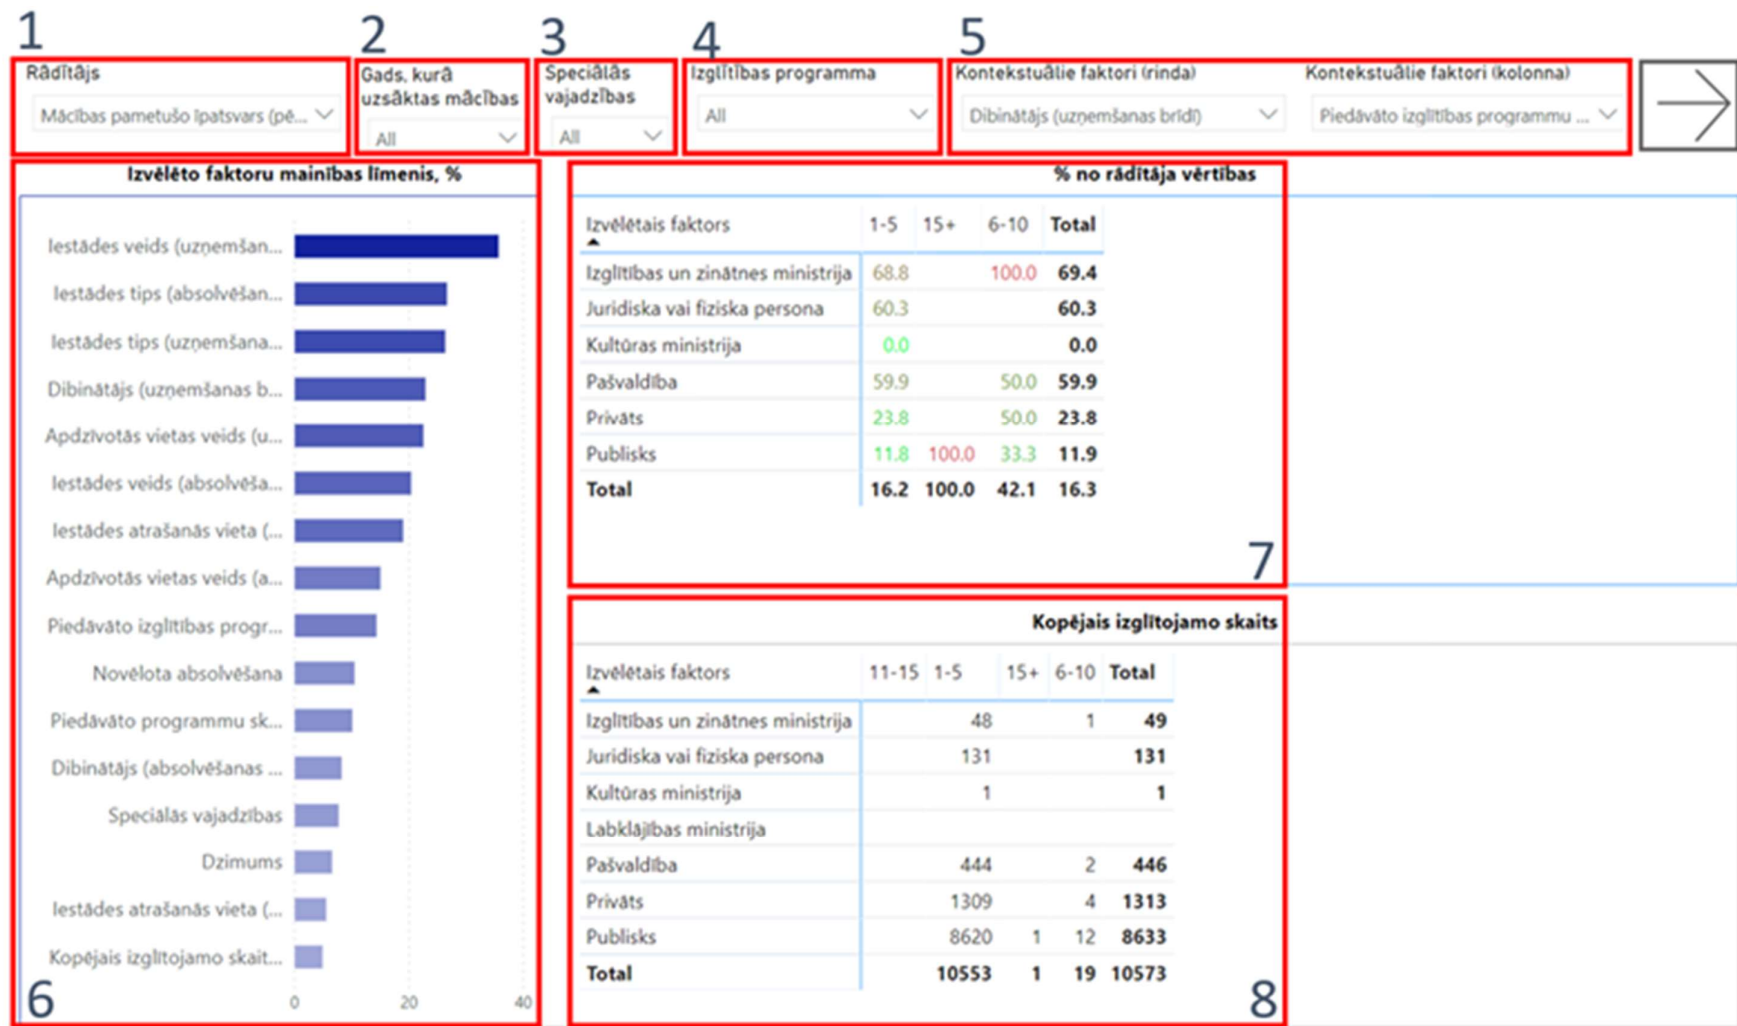 1
2
3
4
5
Rādītājs
Mācības pametušo īpatsvars (pē...
Gads, kurā
uzsāktas mācības
All
Speciālās
vajadzības
All
Izglītības programma
All
Kontekstuālie faktori (rinda)
Dibinātājs (uzņemšanas brīdī)
Kontekstuālie faktori (kolonna)
Piedāvāto izglītības programmu ...
Izvēlēto faktoru mainības līmenis, %
Iestādes veids (uzņemšan...
Iestādes tips (absolvēšan...
Iestādes tips (uzņemšana...
Dibinātājs (uzņemšanas b...
Apdzīvotās vietas veids (u...
Iestādes veids (absolvēša...
Iestādes atrašanās vieta (...
Apdzīvotās vietas veids (a...
Piedāvāto izglītības progr...
Novēlota absolvēšana
Piedāvāto programmu sk...
Dibinātājs (absolvēšanas ...
Speciālās vajadzības
Dzimums
Iestādes atrašanās vieta (...
Kopējais izglītojamo skait...
0 20 40
6
% no rādītāja vērtības
Izvēlētais faktors 1-5 15+ 6-10 Total
Izglītības un zinātnes ministrija 68.8 100.0 69.4
Juridiska vai fiziska persona 60.3 60.3
Kultūras ministrija 0.0 0.0
Pašvaldība 59.9 50.0 59.9
Privāts 23.8 50.0 23.8
Publisks 11.8 100.0 33.3 11.9
Total 16.2 100.0 42.1 16.3
7
Kopējais izglītojamo skaits
Izvēlētais faktors 11-15 1-5 15+ 6-10 Total
Izglītības un zinātnes ministrija 48 1 49
Juridiska vai fiziska persona 131 131
Kultūras ministrija 1 1
Labklājības ministrija
Pašvaldība 444 2 446
Privāts 1309 4 1313
Publisks 8620 1 12 8633
Total 10553 1 19 10573
8